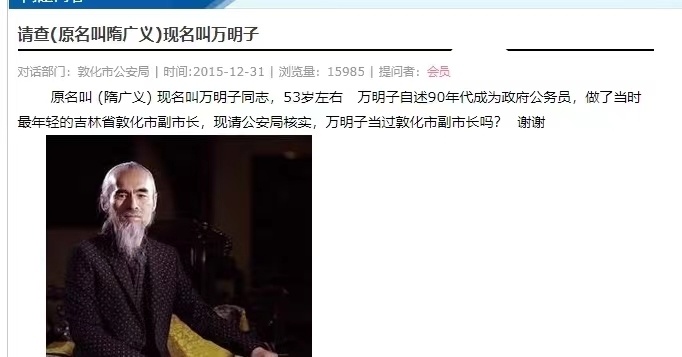 请查(原名叫隋广义)现名叫万明子
对话部门：敦化市公安局 | 时间:2015-12-31 | 浏览量：15985 | 提问者：会员
原名叫 (隋广义) 现名叫万明子同志，53岁左右 万明子自述90年代成为政府公务员，做了当时
最年轻的吉林省敦化市副市长，现请公安局核实，万明子当过敦化市副市长吗？ 谢谢